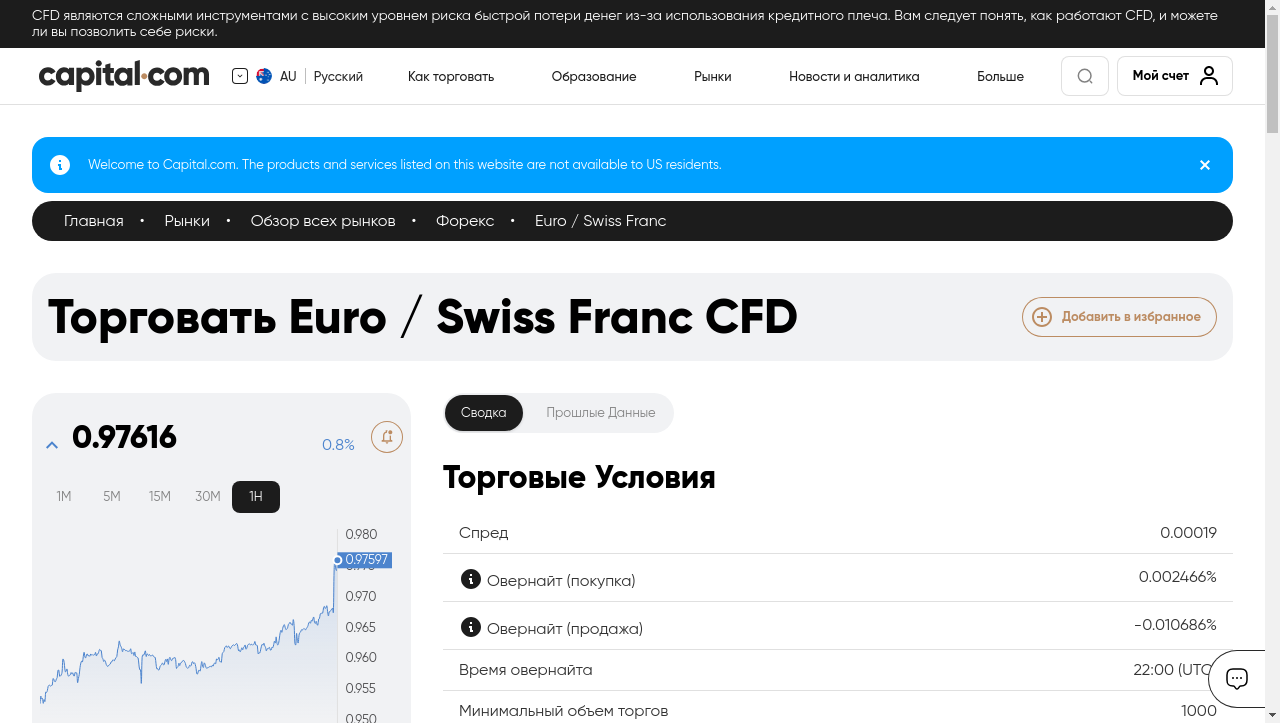 CFD являются сложными инструментами с высоким уровнем риска быстрой потери денег из-за использования кредитного плеча. Вам следует понять, как работают CFD, и можете
ли вы позволить себе риски.
capital.com AU Русский Как торговать Образование Рынки Новости и аналитика Больше Мой счет
Welcome to Capital.com. The products and services listed on this website are not available to US residents.
Главная • Рынки • Обзор всех рынков • Форекс • Euro / Swiss Franc
Торговать Euro / Swiss Franc CFD
Добавить в избранное
0.97616
0.8%
1M 5M 15M 30M 1H
0.980
0.97597
0.970
0.965
0.960
0.955
0.950
Сводка Прошлые Данные
Торговые Условия
Спред 0.00019
Овернайт (покупка) 0.002466%
Овернайт (продажа) -0.010686%
Время овернайта 22:00 (UTC
Минимальный объем торгов 1000